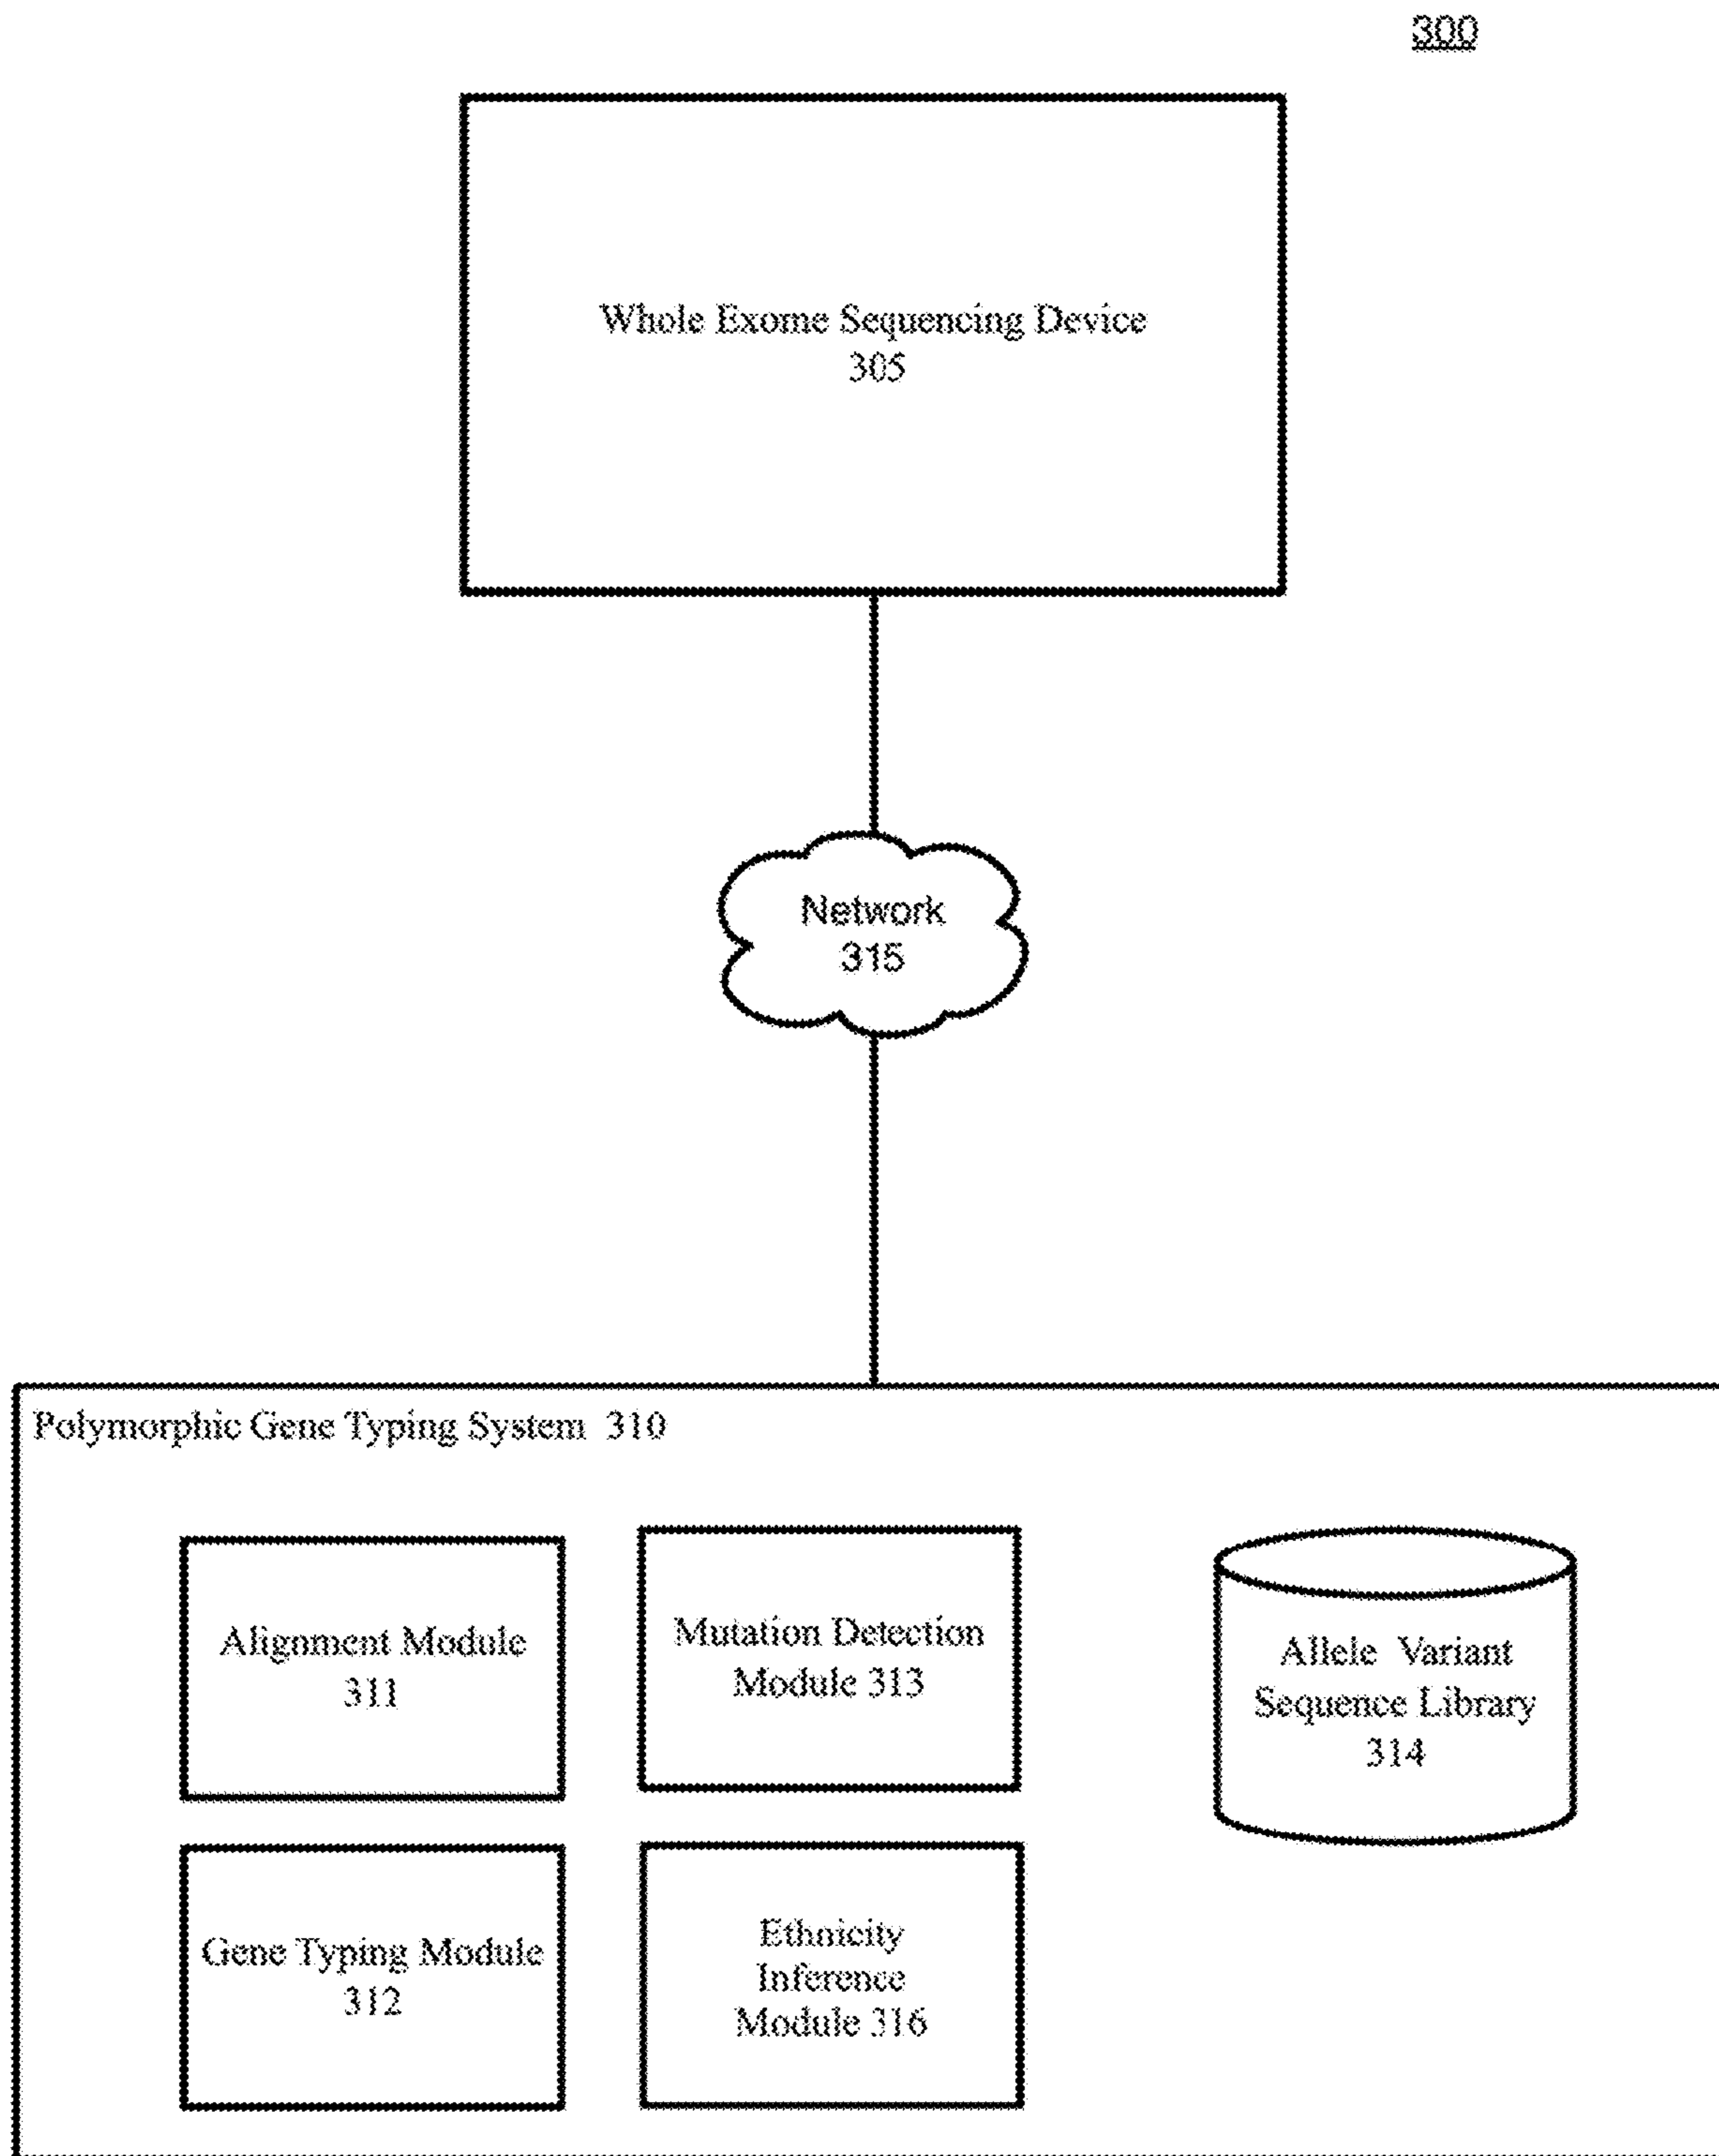 300
Whole Exome Sequencing Device
305
Network
315
Polymorphic Gene Typing System 310
Alignment Module
311
Mutation Detection
Module 313
Allele Variant
Sequence Library
314
Gene Typing Module
312
Ethnicity
Inference
Module 316